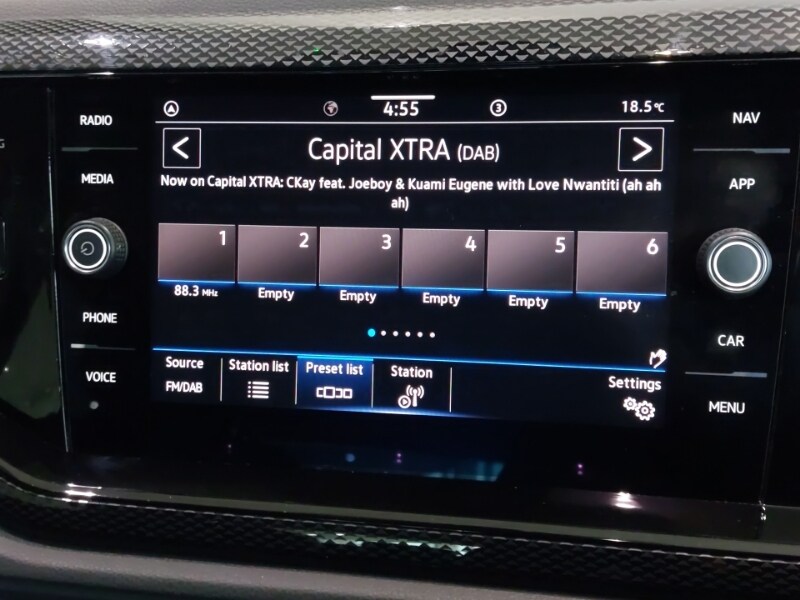 RADIO
MEDIA
PHONE
VOICE
4:55
3
18.5°C
Capital XTRA (DAB)
Now on Capital XTRA: CKay feat. Joeboy & Kuami Eugene with Love Nwantiti (ah ah
ah)
1 2 3 4 5 6
88.3 MHz Empty Empty Empty Empty Empty
Source Station list Preset list Station Settings
FM/DAB
NAV
APP
CAR
MENU